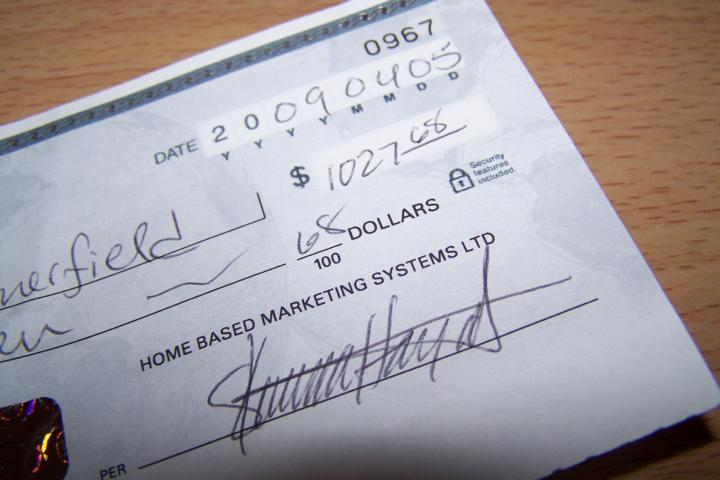 0967
DATE 20090405
Y Y Y Y M M D D
$ 1027 68
Security
features
included.
nerfield
68/100 DOLLARS
HOME BASED MARKETING SYSTEMS LTD
PER